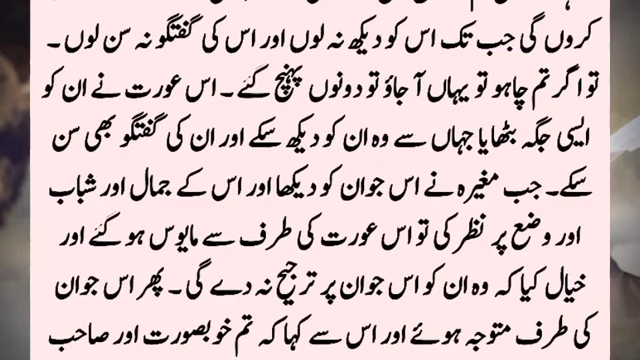 کروں گی جب تک اس کو دیکھ نہ لوں اور اس کی گفتگو نہ سن لوں ۔
تو اگر تم چاہو تو یہاں آ جاؤ تو دونوں پہنچ گئے ۔ اس عورت نے ان کو
ایسی جگہ بٹھایا جہاں سے وہ ان کو دیکھ سکے اور ان کی گفتگو بھی سن
سکے۔ جب مغیرہ نے اس جوان کو دیکھا اور اس کے جمال اور شباب
اور وضع پر نظر کی تو اس عورت کی طرف سے مایوس ہو گئے اور
خیال کیا کہ وہ ان کو اس جوان پر ترجیح نہ دے گی ۔ پھر اس جوان
کی طرف متوجہ ہوئے اور اس سے کہا کہ تم خوبصورت اور صاحب